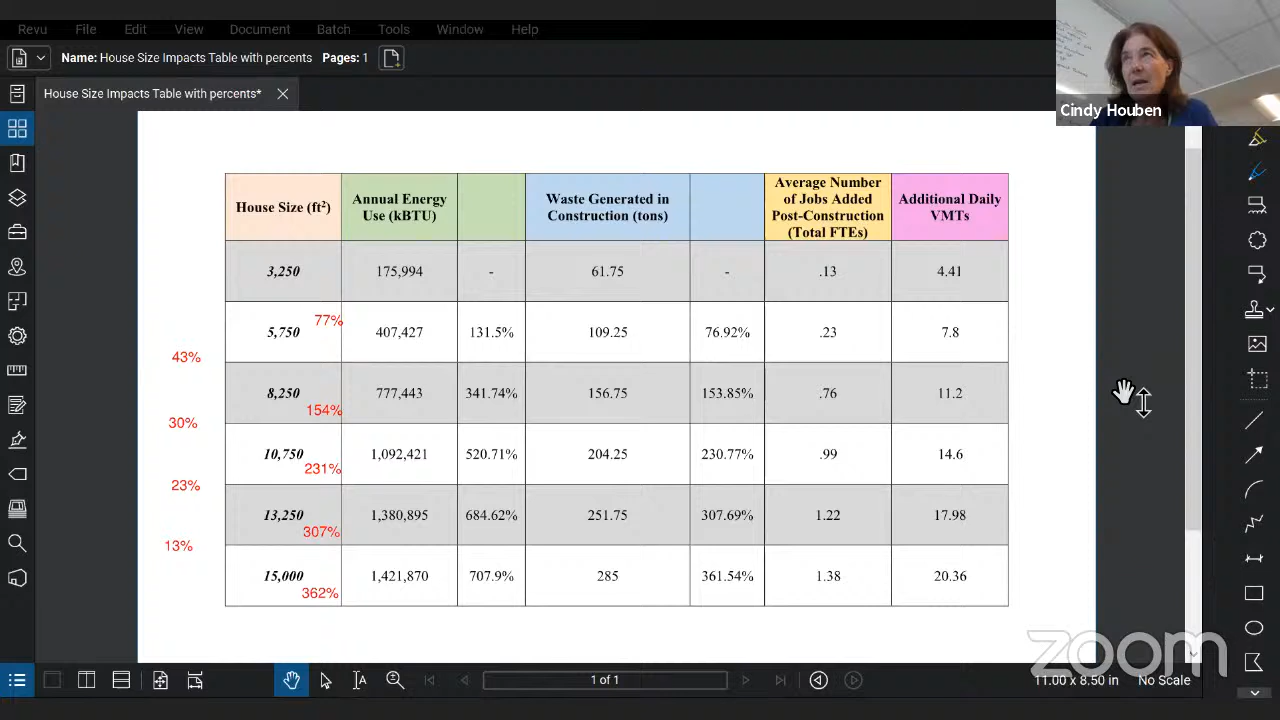 Revu File Edit View Document Batch Tools Window Help
Name: House Size Impacts Table with percents Pages: 1
Cindy Houben
House Size Impacts Table with percents*
House Size (ft²)
Annual Energy
Use (kBTU)
Waste Generated in
Construction (tons)
Average Number
of Jobs Added
Post-Construction
(Total FTEs)
Additional Daily
VMTs
3,250 175,994 - 61.75 - .13 4.41
77%
5,750 407,427 131.5% 109.25 76.92% .23 7.8
43%
8,250 777,443 341.74% 156.75 153.85% .76 11.2
154%
30%
10,750 1,092,421 520.71% 204.25 230.77% .99 14.6
231%
23%
13,250 1,380,895 684.62% 251.75 307.69% 1.22 17.98
307%
13%
15,000 1,421,870 707.9% 285 361.54% 1.38 20.36
362%
zoom
1 of 1
11.00 x 8.50 in No Scale